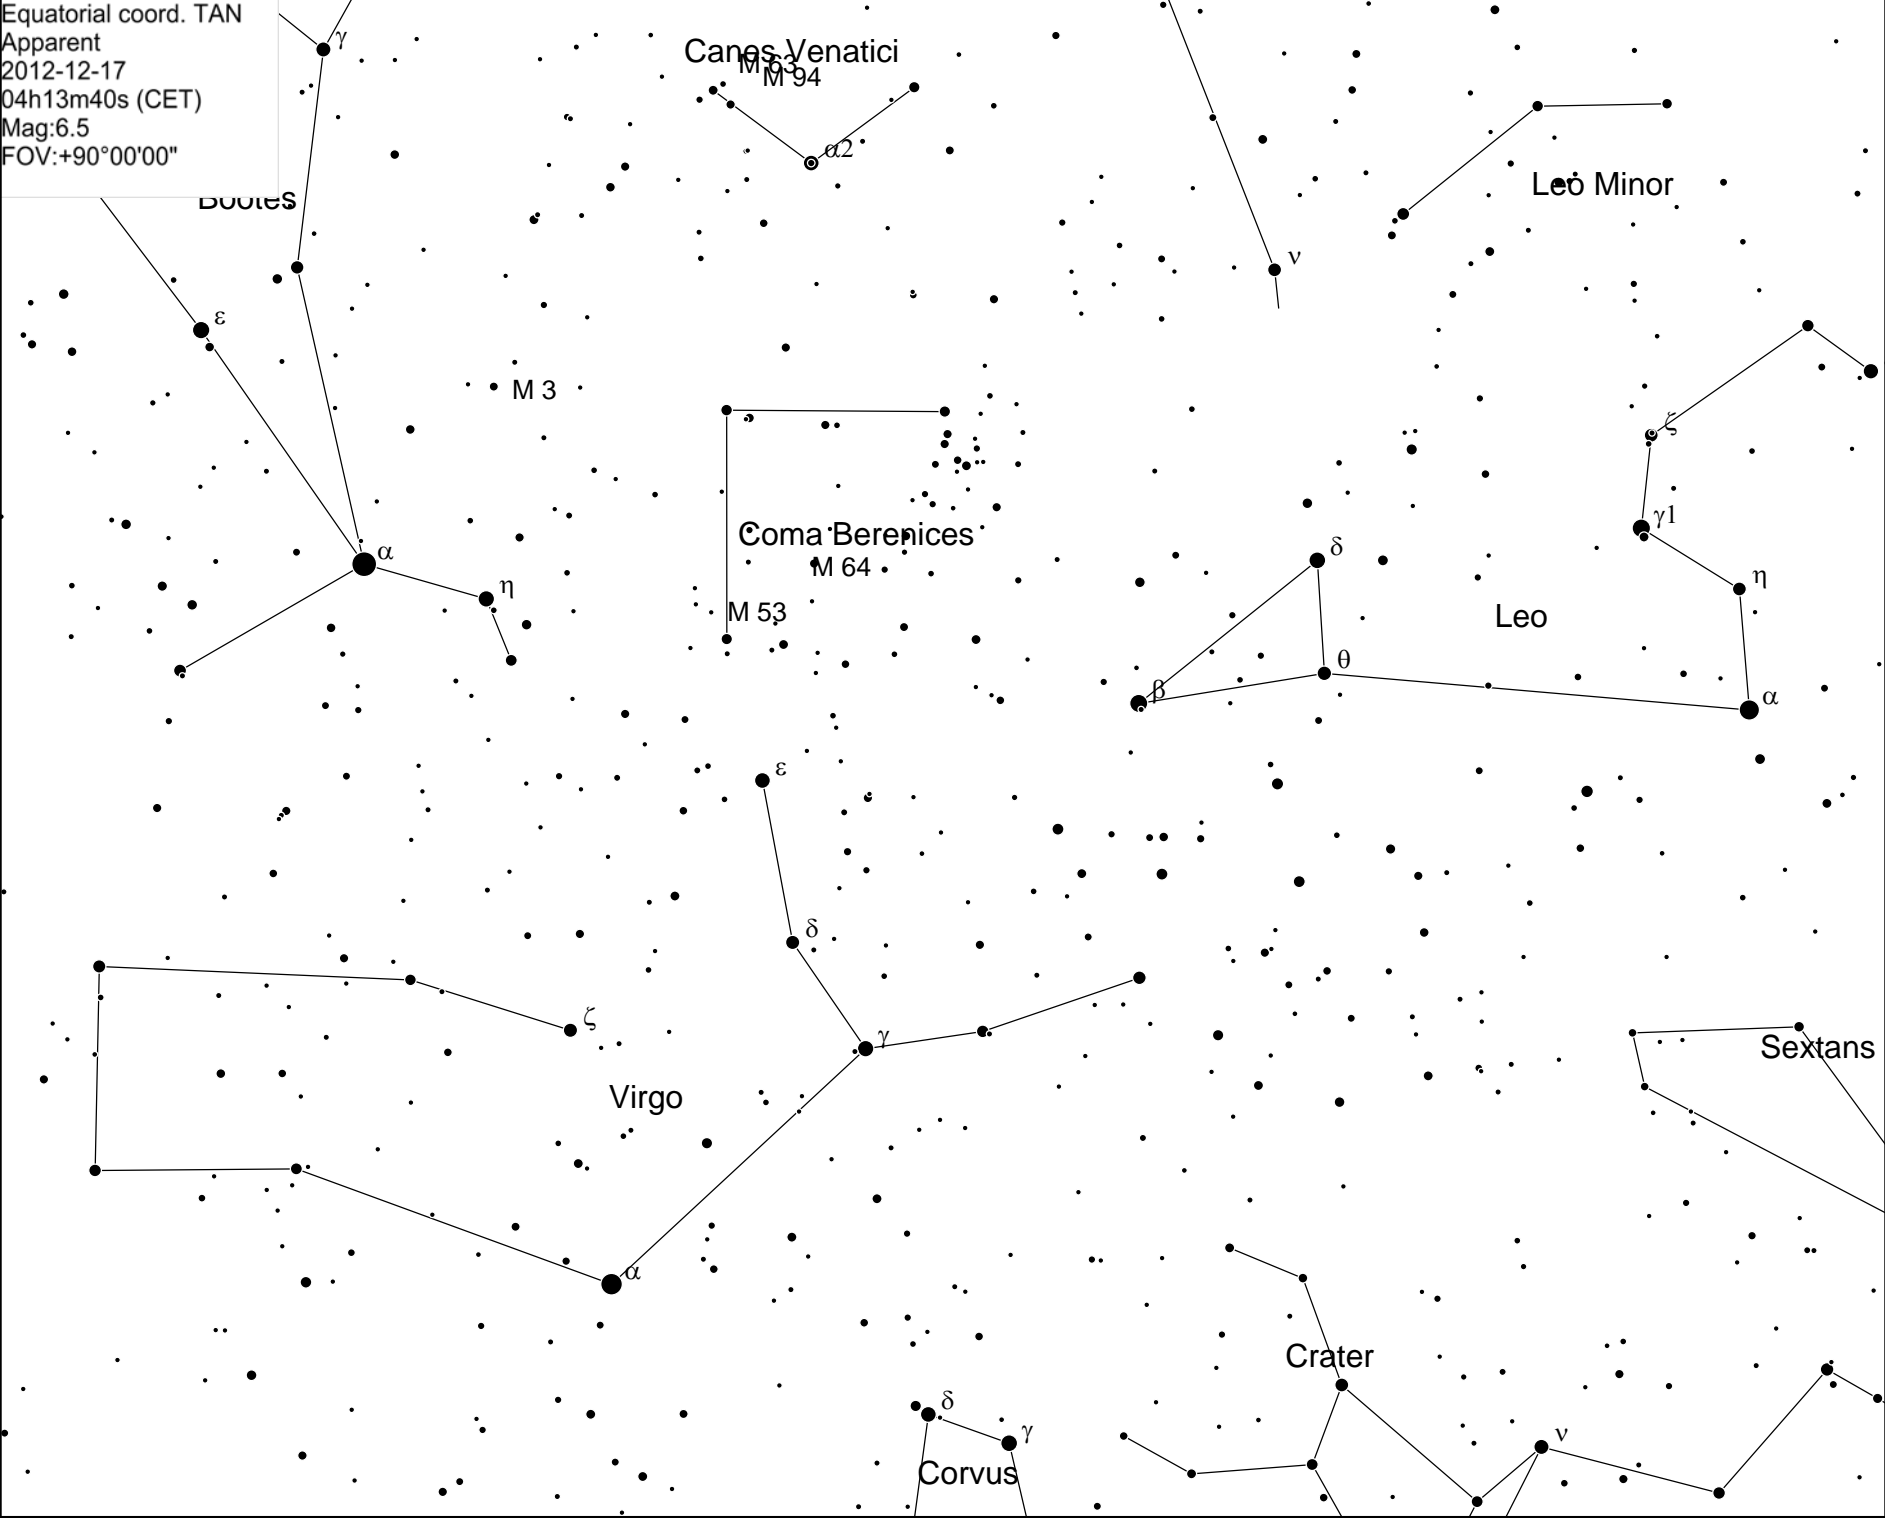 Equatorial coord. TAN
Apparent
2012-12-17
04h13m40s (CET)
Mag:6.5
FOV:+90°00'00"
γ
Canes Venatici
M 63
M 94
α2
Bootes
Leo Minor
ν
ε
M 3
ζ
γ1
Coma Berenices
α
M 64
δ
η
η
M 53
Leo
θ
β
α
ε
δ
ζ
γ
Sextans
Virgo
α
Crater
δ
γ
ν
Corvus